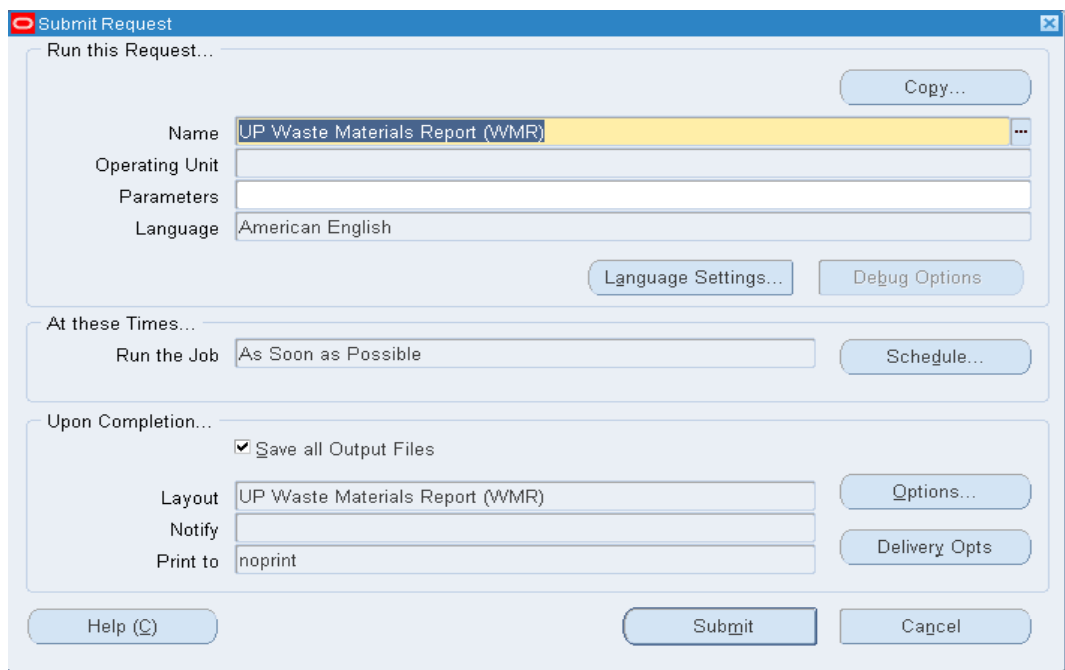 Submit Request
Run this Request...
Copy...
Name UP Waste Materials Report (WMR) ...
Operating Unit
Parameters
Language American English
Language Settings... Debug Options
At these Times...
Run the Job As Soon as Possible Schedule...
Upon Completion...
Save all Output Files
Layout UP Waste Materials Report (WMR) Options...
Notify
Print to noprint Delivery Opts
Help (C) Submit Cancel